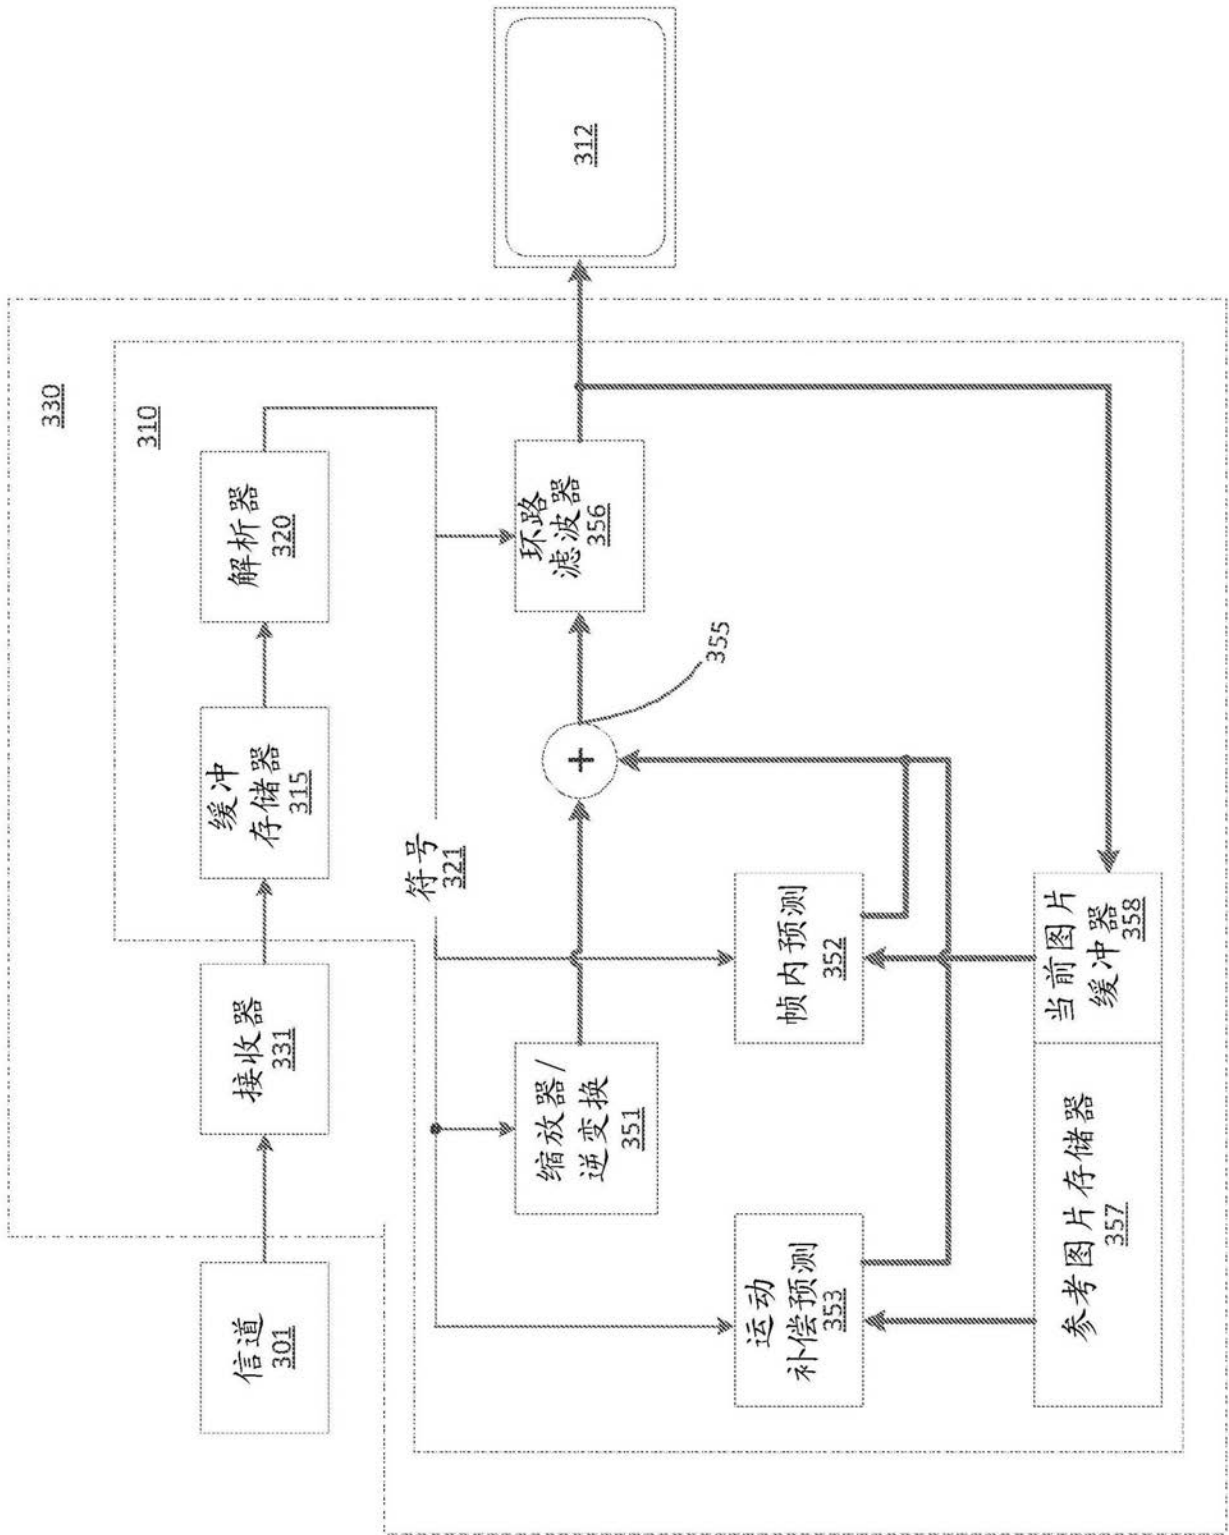 330
310
信道
301
接收器
331
缓冲
存储器
315
解析器
320
符号
321
缩放器/
逆变换
351
+
355
环路
滤波器
356
312
运动
补偿预测
353
帧内预测
352
参考图片存储器
357
当前图片
缓冲器
358